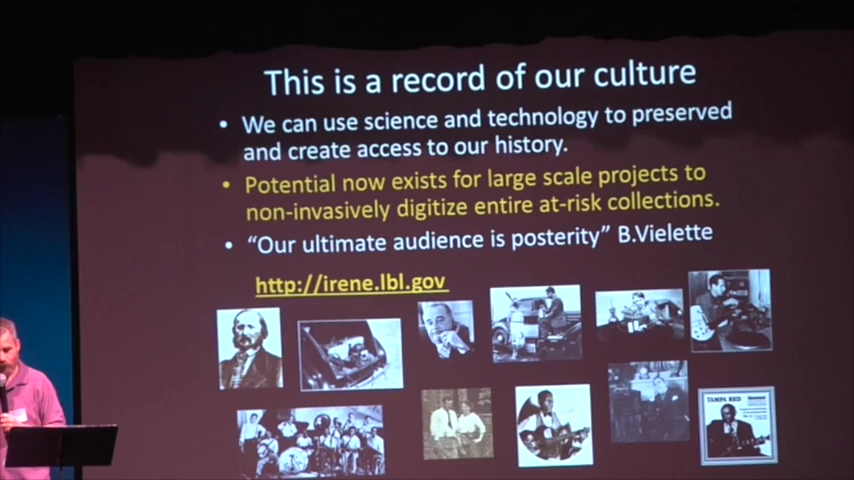 This is a record of our culture
• We can use science and technology to preserved
and create access to our history.
• Potential now exists for large scale projects to
non-invasively digitize entire at-risk collections.
• “Our ultimate audience is posterity” B.Vielette
http://irene.lbl.gov
TAMPA RED